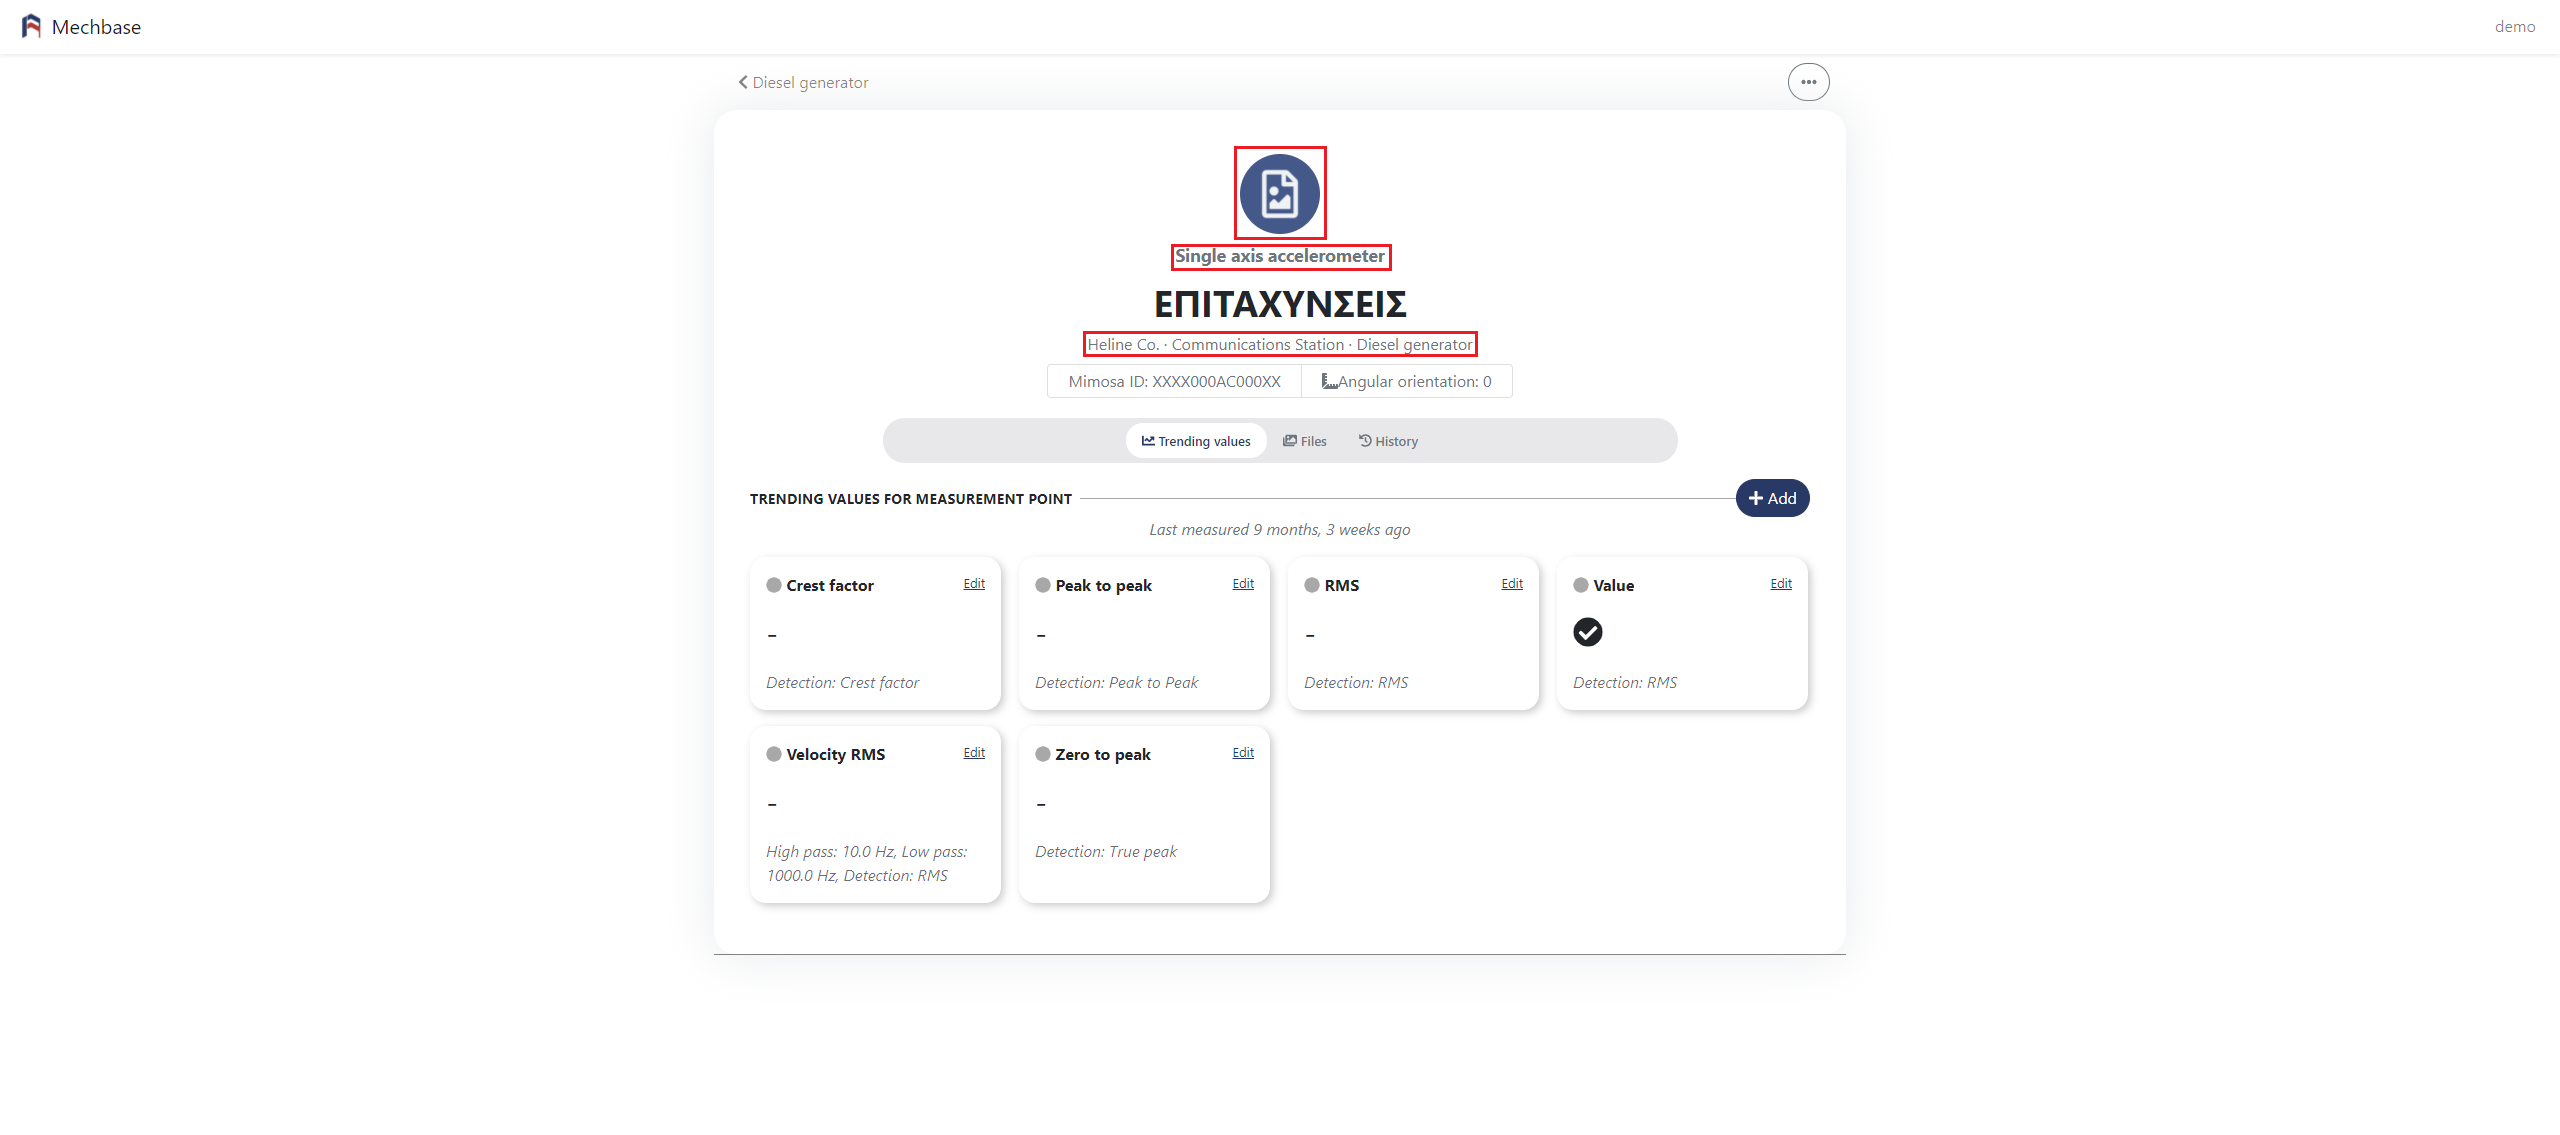 Mechbase
demo
Diesel generator
Single axis accelerometer
ΕΠΙΤΑΧΥΝΣΕΙΣ
Heline Co. · Communications Station · Diesel generator
Mimosa ID: XXXX000AC000XX
Angular orientation: 0
Trending values
Files
History
TRENDING VALUES FOR MEASUREMENT POINT
Add
Last measured 9 months, 3 weeks ago
Crest factor
Edit
-
Detection: Crest factor
Peak to peak
Edit
-
Detection: Peak to Peak
RMS
Edit
-
Detection: RMS
Value
Edit
Detection: RMS
Velocity RMS
Edit
-
High pass: 10.0 Hz, Low pass:
1000.0 Hz, Detection: RMS
Zero to peak
Edit
-
Detection: True peak